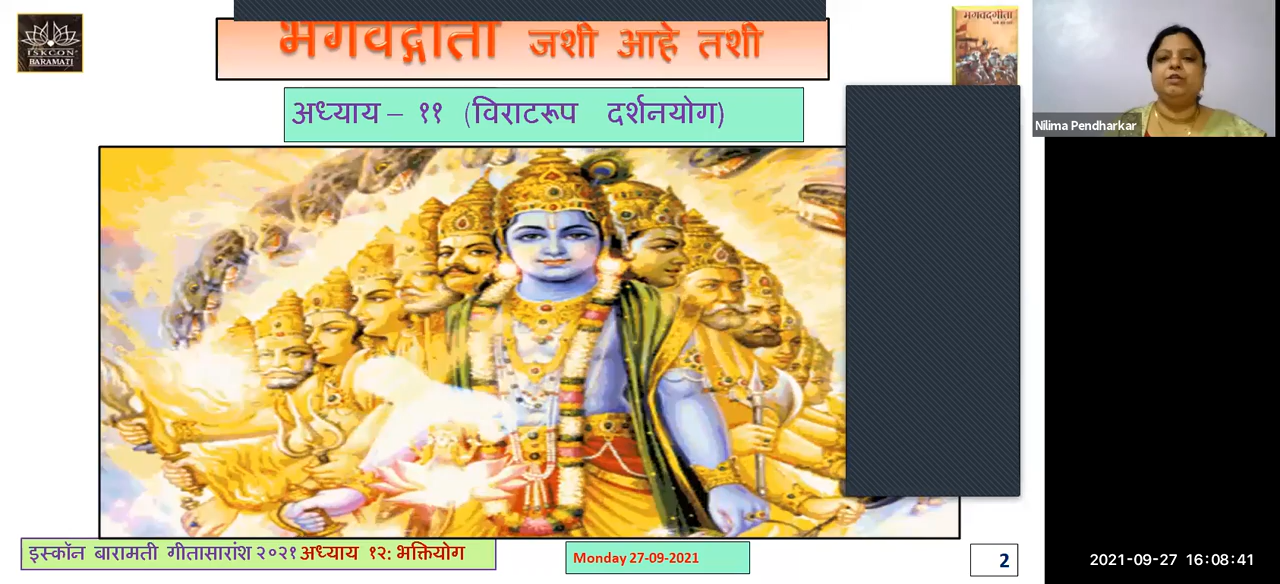 ISKCON
BARAMATI
भगवद्गीता जशी आहे तशी
भगवद्गीता
अध्याय – ११ (विराटरूप दर्शनयोग)
Nilima Pendharkar
इस्कॉन बारामती गीतासारांश २०२१ अध्याय १२: भक्तियोग
Monday 27-09-2021
2
2021-09-27 16:08:41